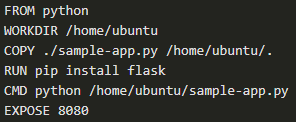 FROM python
WORKDIR /home/ubuntu
COPY ./sample-app.py /home/ubuntu/.
RUN pip install flask
CMD python /home/ubuntu/sample-app.py
EXPOSE 8080